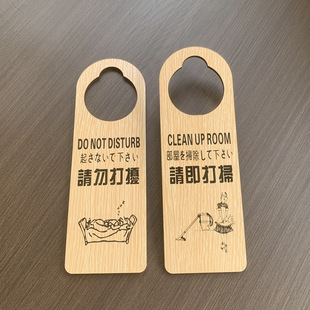 DO NOT DISTURB
起さないで下さい
請勿打擾
CLEAN UP ROOM
部屋を掃除して下さい
請即打掃